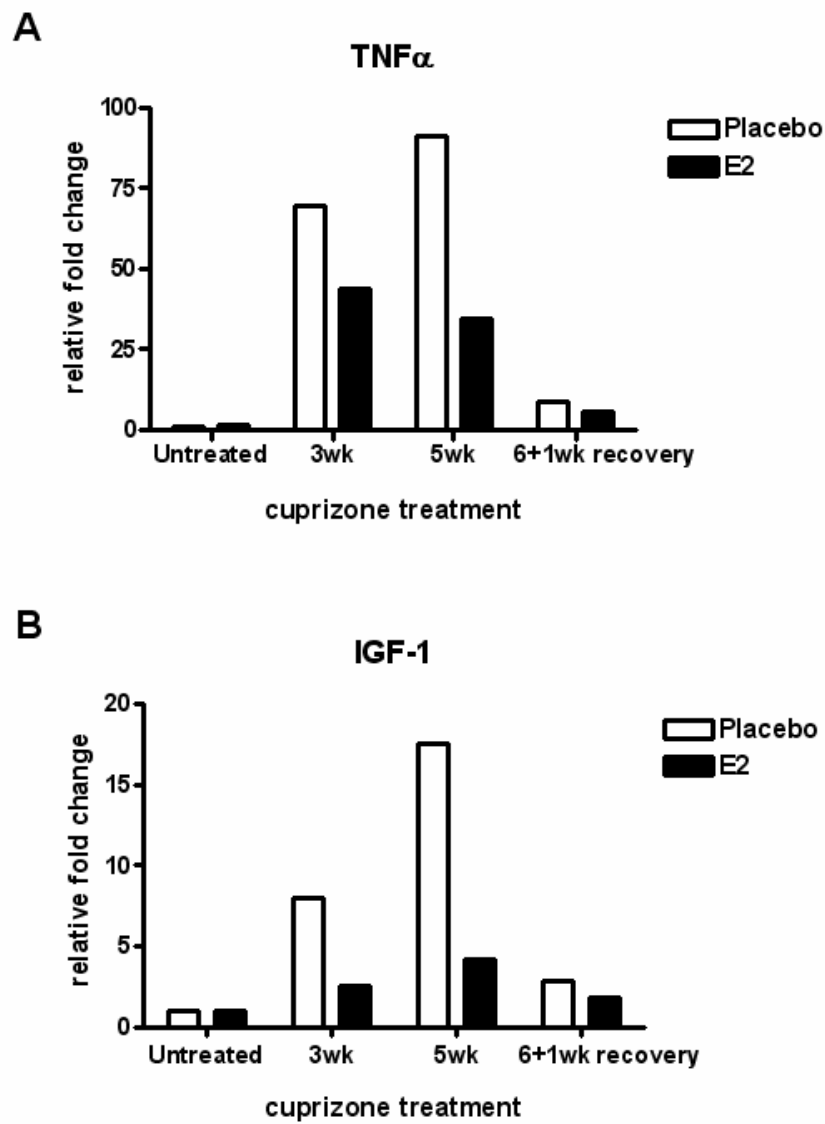 A
TNFα
relative fold change
100
75
50
25
0
Placebo
E2
Untreated
3wk
5wk
6+1wk recovery
cuprizone treatment
B
IGF-1
relative fold change
20
15
10
5
0
Placebo
E2
Untreated
3wk
5wk
6+1wk recovery
cuprizone treatment